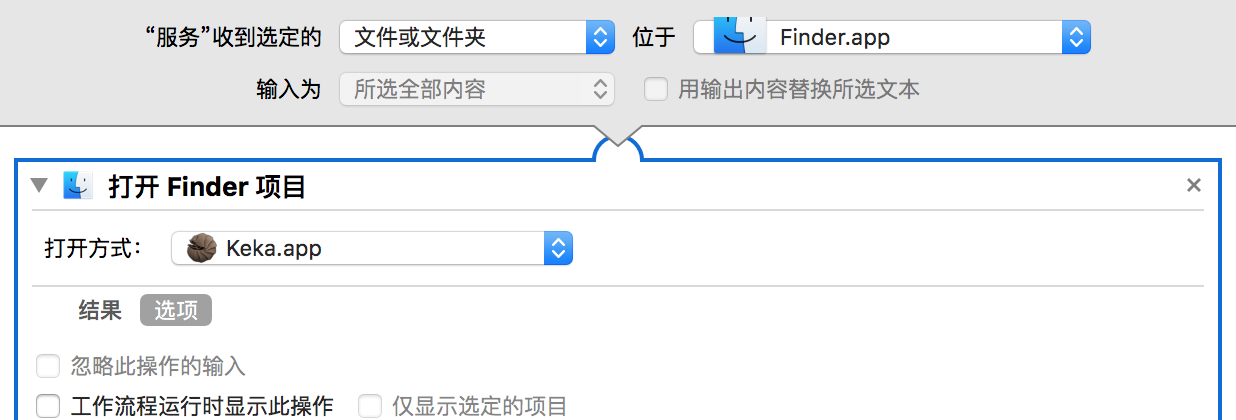 “服务”收到选定的 文件或文件夹 位于 Finder.app
输入为 所选全部内容 用输出内容替换所选文本
打开 Finder 项目
打开方式： Keka.app
结果 选项
忽略此操作的输入
工作流程运行时显示此操作 仅显示选定的项目